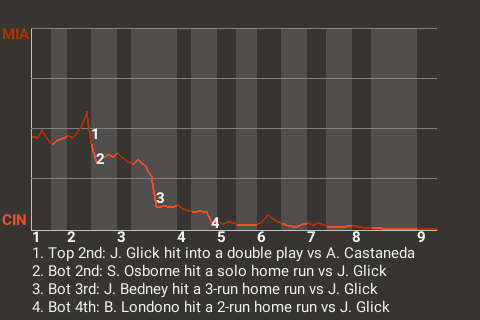 MIA
1
2
3
4
CIN
1 2 3 4 5 6 7 8 9
1. Top 2nd: J. Glick hit into a double play vs A. Castaneda
2. Bot 2nd: S. Osborne hit a solo home run vs J. Glick
3. Bot 3rd: J. Bedney hit a 3-run home run vs J. Glick
4. Bot 4th: B. Londono hit a 2-run home run vs J. Glick